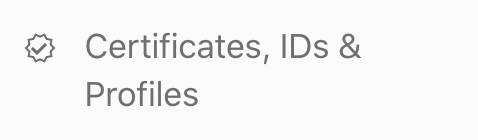 Certificates, IDs &
Profiles